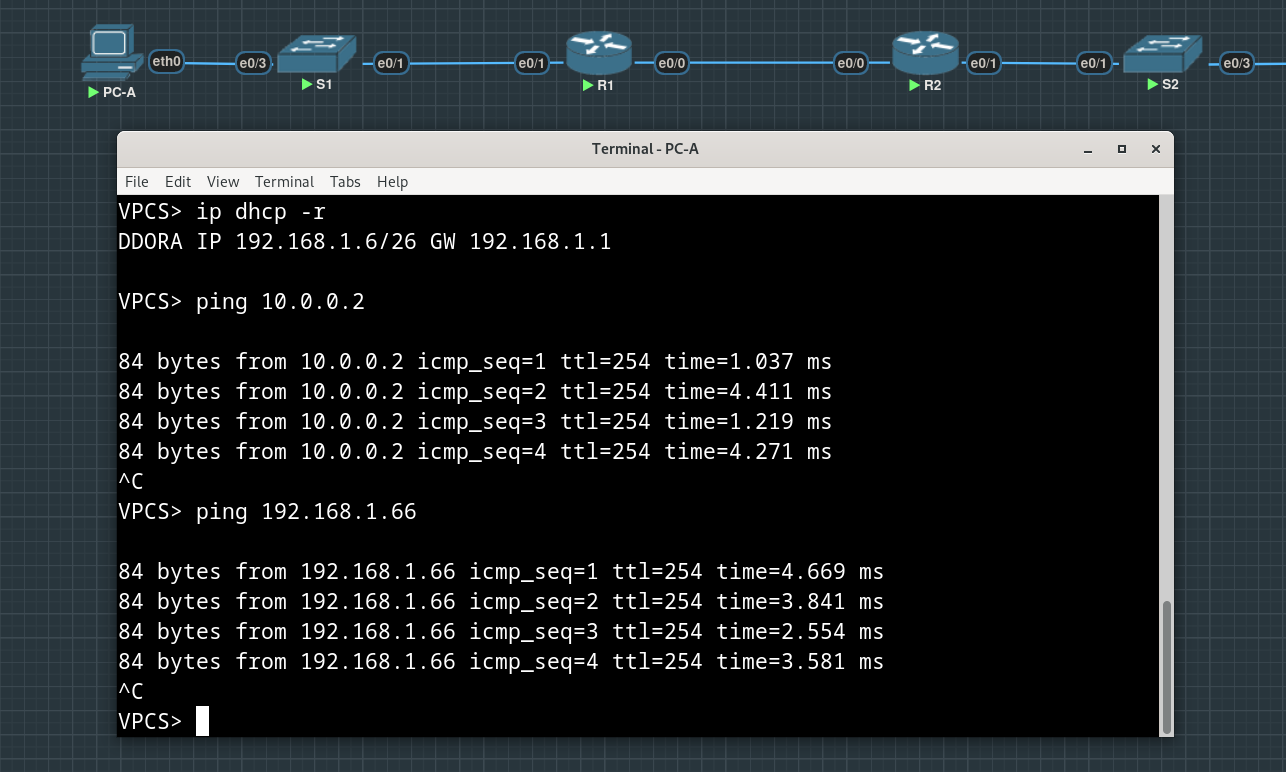 eth0 e0/3 e0/1 e0/1 e0/0 e0/0 e0/1 e0/1 e0/3
PC-A S1 R1 R2 S2
Terminal - PC-A
File Edit View Terminal Tabs Help
VPCS> ip dhcp -r
DDORA IP 192.168.1.6/26 GW 192.168.1.1
VPCS> ping 10.0.0.2
84 bytes from 10.0.0.2 icmp_seq=1 ttl=254 time=1.037 ms
84 bytes from 10.0.0.2 icmp_seq=2 ttl=254 time=4.411 ms
84 bytes from 10.0.0.2 icmp_seq=3 ttl=254 time=1.219 ms
84 bytes from 10.0.0.2 icmp_seq=4 ttl=254 time=4.271 ms
^C
VPCS> ping 192.168.1.66
84 bytes from 192.168.1.66 icmp_seq=1 ttl=254 time=4.669 ms
84 bytes from 192.168.1.66 icmp_seq=2 ttl=254 time=3.841 ms
84 bytes from 192.168.1.66 icmp_seq=3 ttl=254 time=2.554 ms
84 bytes from 192.168.1.66 icmp_seq=4 ttl=254 time=3.581 ms
^C
VPCS>